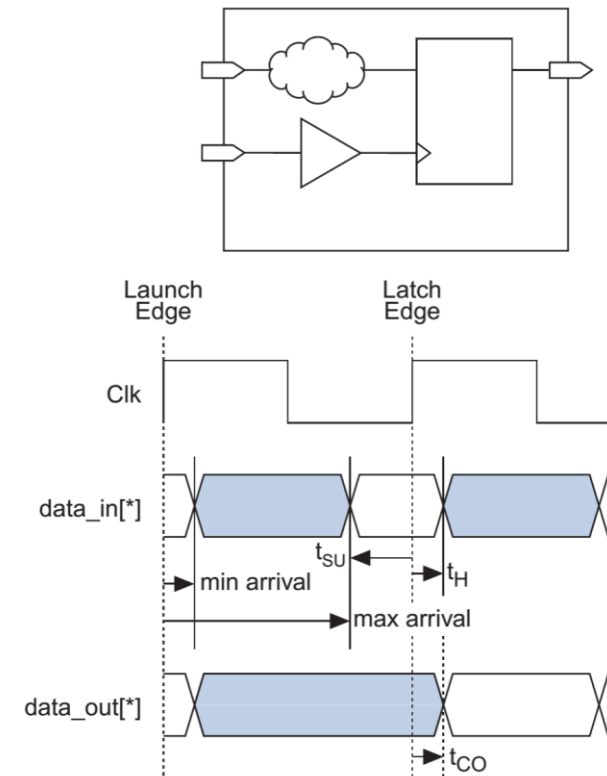 Launch
Edge
Latch
Edge
Clk
data_in[*]
tSU
tH
min arrival
max arrival
data_out[*]
tCO